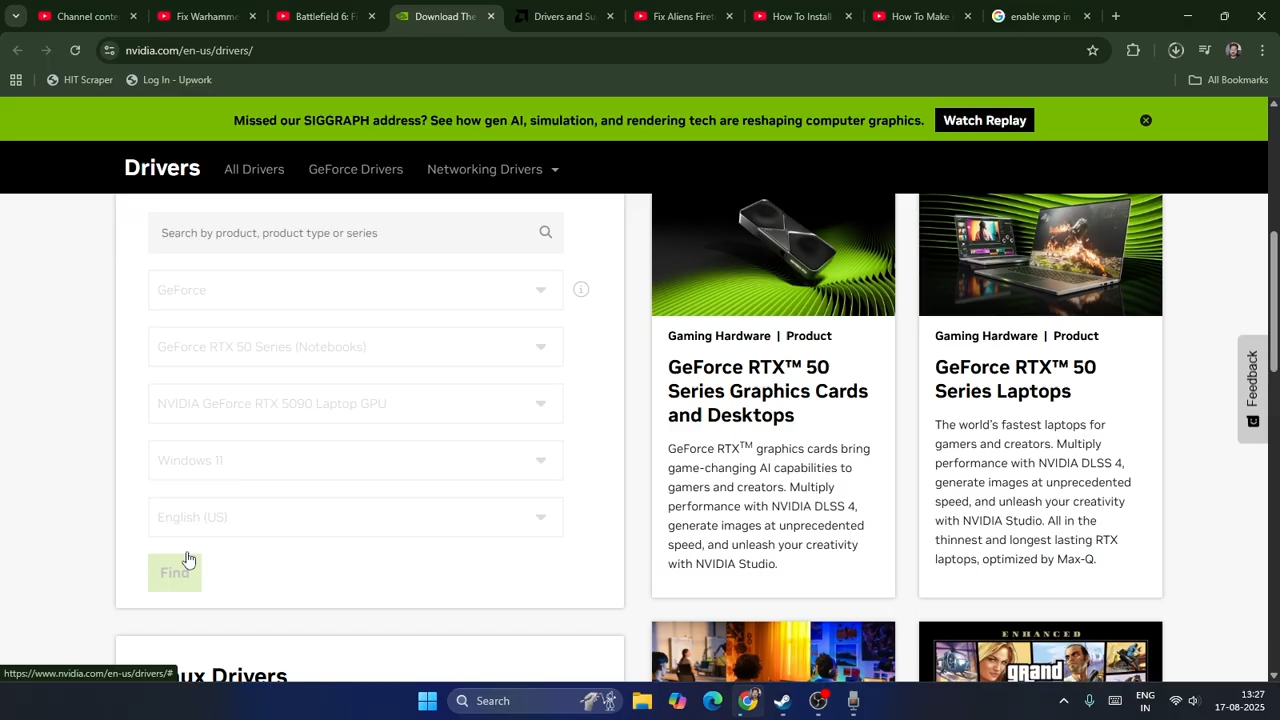 Channel conte
Fix Warhamme
Battlefield 6: F
Download The
Drivers and Su
Fix Aliens Firet
How To Install
How To Make
enable xmp in
nvidia.com/en-us/drivers/
HIT Scraper
Log In - Upwork
All Bookmarks
Missed our SIGGRAPH address? See how gen AI, simulation, and rendering tech are reshaping computer graphics.
Watch Replay
Drivers
All Drivers
GeForce Drivers
Networking Drivers
Search by product, product type or series
GeForce
GeForce RTX 50 Series (Notebooks)
NVIDIA GeForce RTX 5090 Laptop GPU
Windows 11
English (US)
Find
Gaming Hardware | Product
GeForce RTX™ 50
Series Graphics Cards
and Desktops
GeForce RTX™ graphics cards bring
game-changing AI capabilities to
gamers and creators. Multiply
performance with NVIDIA DLSS 4,
generate images at unprecedented
speed, and unleash your creativity
with NVIDIA Studio.
Gaming Hardware | Product
GeForce RTX™ 50
Series Laptops
The world's fastest laptops for
gamers and creators. Multiply
performance with NVIDIA DLSS 4,
generate images at unprecedented
speed, and unleash your creativity
with NVIDIA Studio. All in the
thinnest and longest lasting RTX
laptops, optimized by Max-Q.
Feedback
ux Drivers
ENHANCED
grand
https://www.nvidia.com/en-us/drivers/#
Search
ENG
IN
13:27
17-08-2025